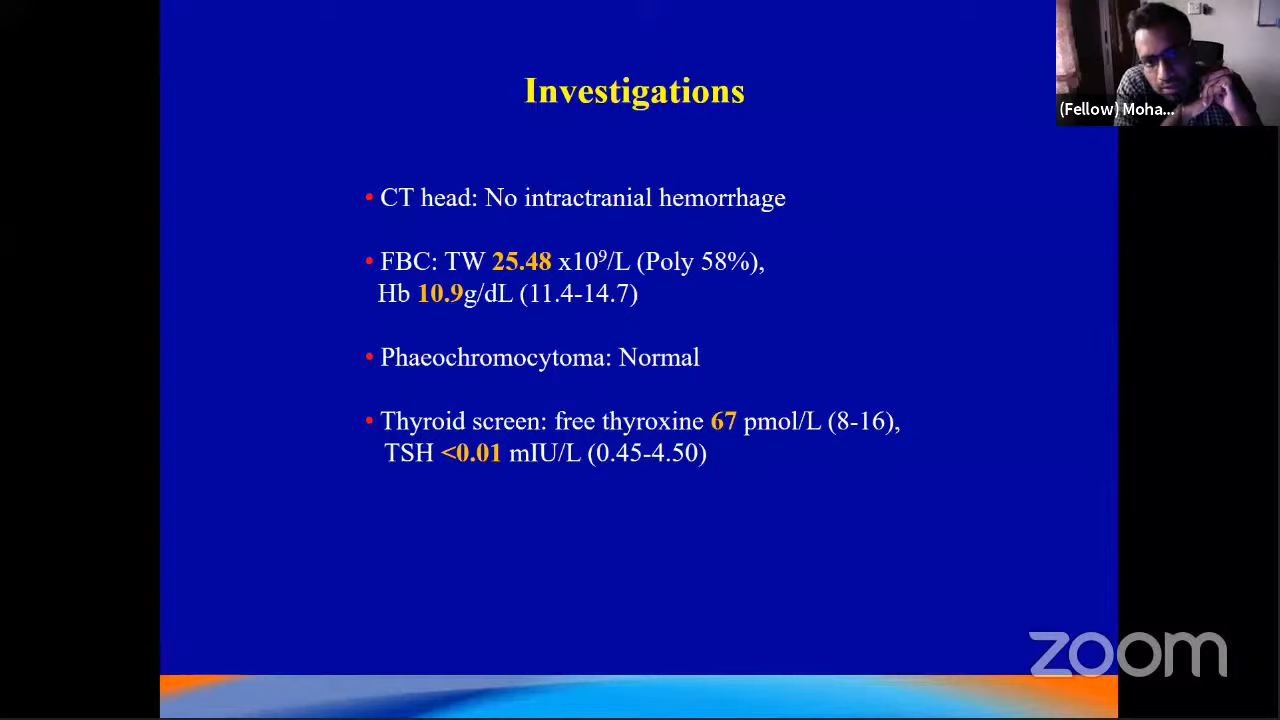 Investigations
(Fellow) Moha...
• CT head: No intractranial hemorrhage
• FBC: TW 25.48 x10⁹/L (Poly 58%),
Hb 10.9g/dL (11.4-14.7)
• Phaeochromocytoma: Normal
• Thyroid screen: free thyroxine 67 pmol/L (8-16),
TSH <0.01 mIU/L (0.45-4.50)
zoom